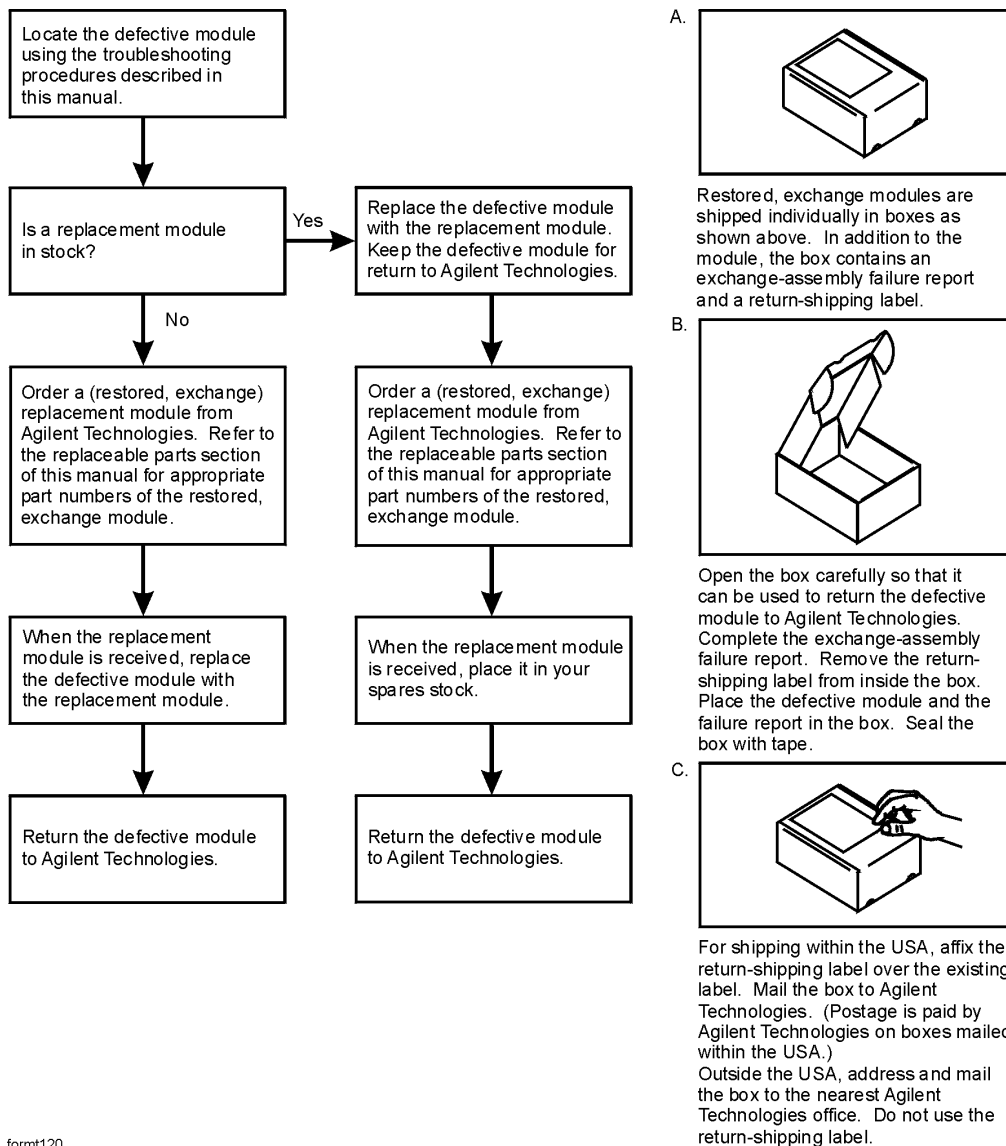 Locate the defective module
using the troubleshooting
procedures described in
this manual.
Is a replacement module
in stock?
Yes
Replace the defective module
with the replacement module.
Keep the defective module for
return to Agilent Technologies.
No
Order a (restored, exchange)
replacement module from
Agilent Technologies. Refer to
the replaceable parts section
of this manual for appropriate
part numbers of the restored,
exchange module.
Order a (restored, exchange)
replacement module from
Agilent Technologies. Refer to
the replaceable parts section
of this manual for appropriate
part numbers of the restored,
exchange module.
When the replacement
module is received, replace
the defective module with
the replacement module.
When the replacement module
is received, place it in your
spares stock.
Return the defective module
to Agilent Technologies.
Return the defective module
to Agilent Technologies.
A.
Restored, exchange modules are
shipped individually in boxes as
shown above. In addition to the
module, the box contains an
exchange-assembly failure report
and a return-shipping label.
B.
Open the box carefully so that it
can be used to return the defective
module to Agilent Technologies.
Complete the exchange-assembly
failure report. Remove the return-
shipping label from inside the box.
Place the defective module and the
failure report in the box. Seal the
box with tape.
C.
For shipping within the USA, affix the
return-shipping label over the existing
label. Mail the box to Agilent
Technologies. (Postage is paid by
Agilent Technologies on boxes mailed
within the USA.)
Outside the USA, address and mail
the box to the nearest Agilent
Technologies office. Do not use the
return-shipping label.
formt120